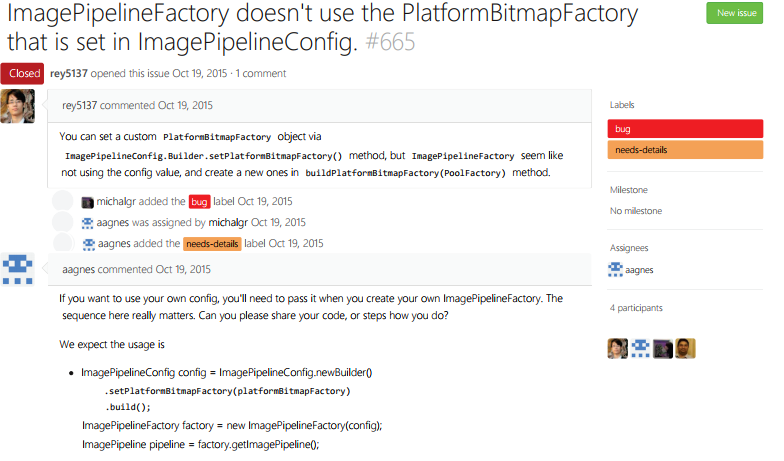 ImagePipelineFactory doesn't use the PlatformBitmapFactory
that is set in ImagePipelineConfig. #665
New issue
Closed rey5137 opened this issue Oct 19, 2015 · 1 comment
rey5137 commented Oct 19, 2015
You can set a custom PlatformBitmapFactory object via
ImagePipelineConfig.Builder.setPlatformBitmapFactory() method, but ImagePipelineFactory seem like
not using the config value, and create a new ones in buildPlatformBitmapFactory(PoolFactory) method.
michalgr added the bug label Oct 19, 2015
aagnes was assigned by michalgr Oct 19, 2015
aagnes added the needs-details label Oct 19, 2015
aagnes commented Oct 19, 2015
If you want to use your own config, you'll need to pass it when you create your own ImagePipelineFactory. The
sequence here really matters. Can you please share your code, or steps how you do?
We expect the usage is
• ImagePipelineConfig config = ImagePipelineConfig.newBuilder()
.setPlatformBitmapFactory(platformBitmapFactory)
.build();
ImagePipelineFactory factory = new ImagePipelineFactory(config);
ImagePipeline pipeline = factory.getImagePipeline();
Labels
bug
needs-details
Milestone
No milestone
Assignees
aagnes
4 participants